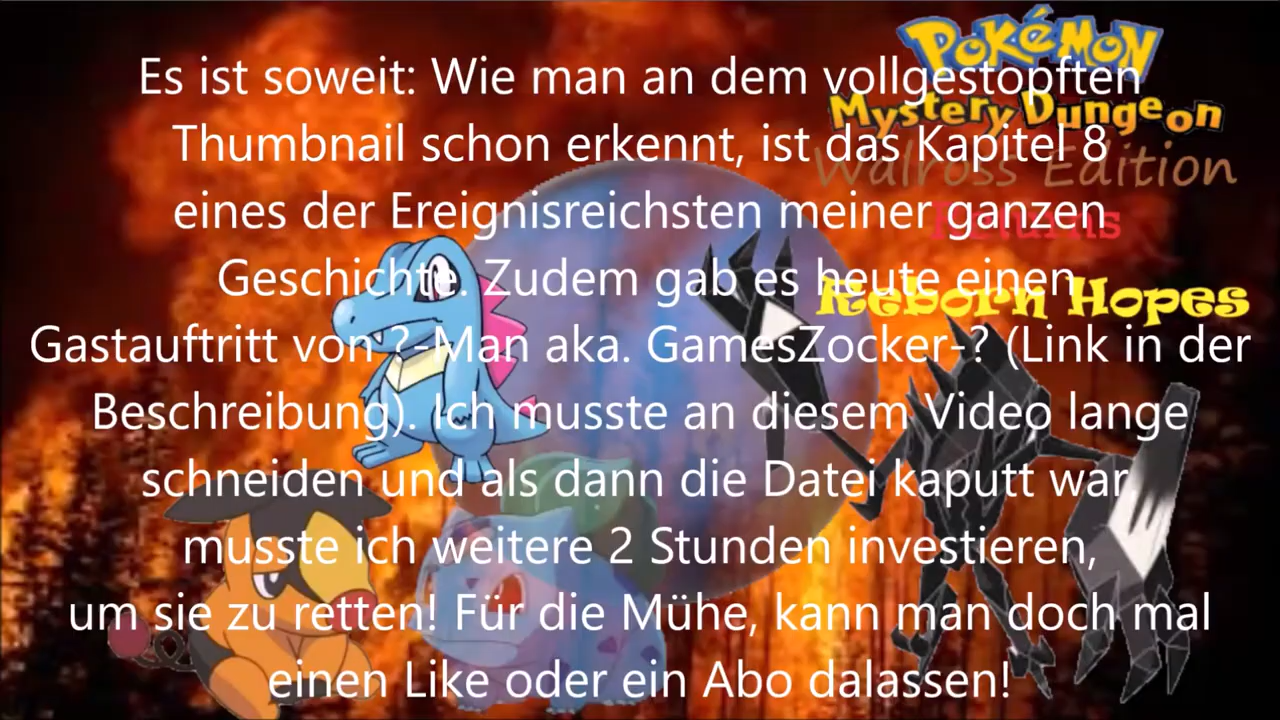 POKéMON
Mystery Dungeon
Walross Edition
Returns
Reborn Hopes
Es ist soweit: Wie man an dem vollgestopften
Thumbnail schon erkennt, ist das Kapitel 8
eines der Ereignisreichsten meiner ganzen
Geschichte. Zudem gab es heute einen
Gastauftritt von ?-Man aka. GamesZocker-? (Link in der
Beschreibung). Ich musste an diesem Video lange
schneiden und als dann die Datei kaputt war
musste ich weitere 2 Stunden investieren,
um sie zu retten! Für die Mühe, kann man doch mal
einen Like oder ein Abo dalassen!